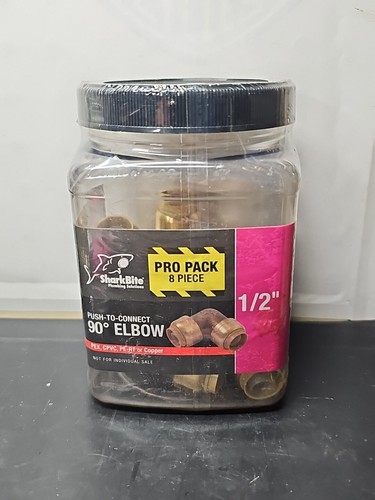 SharkBite
Plumbing Solutions
PRO PACK
8 PIECE
1/2"
PUSH-TO-CONNECT
90° ELBOW
PEX, CPVC, PE-RT or Copper
NOT FOR INDIVIDUAL SALE